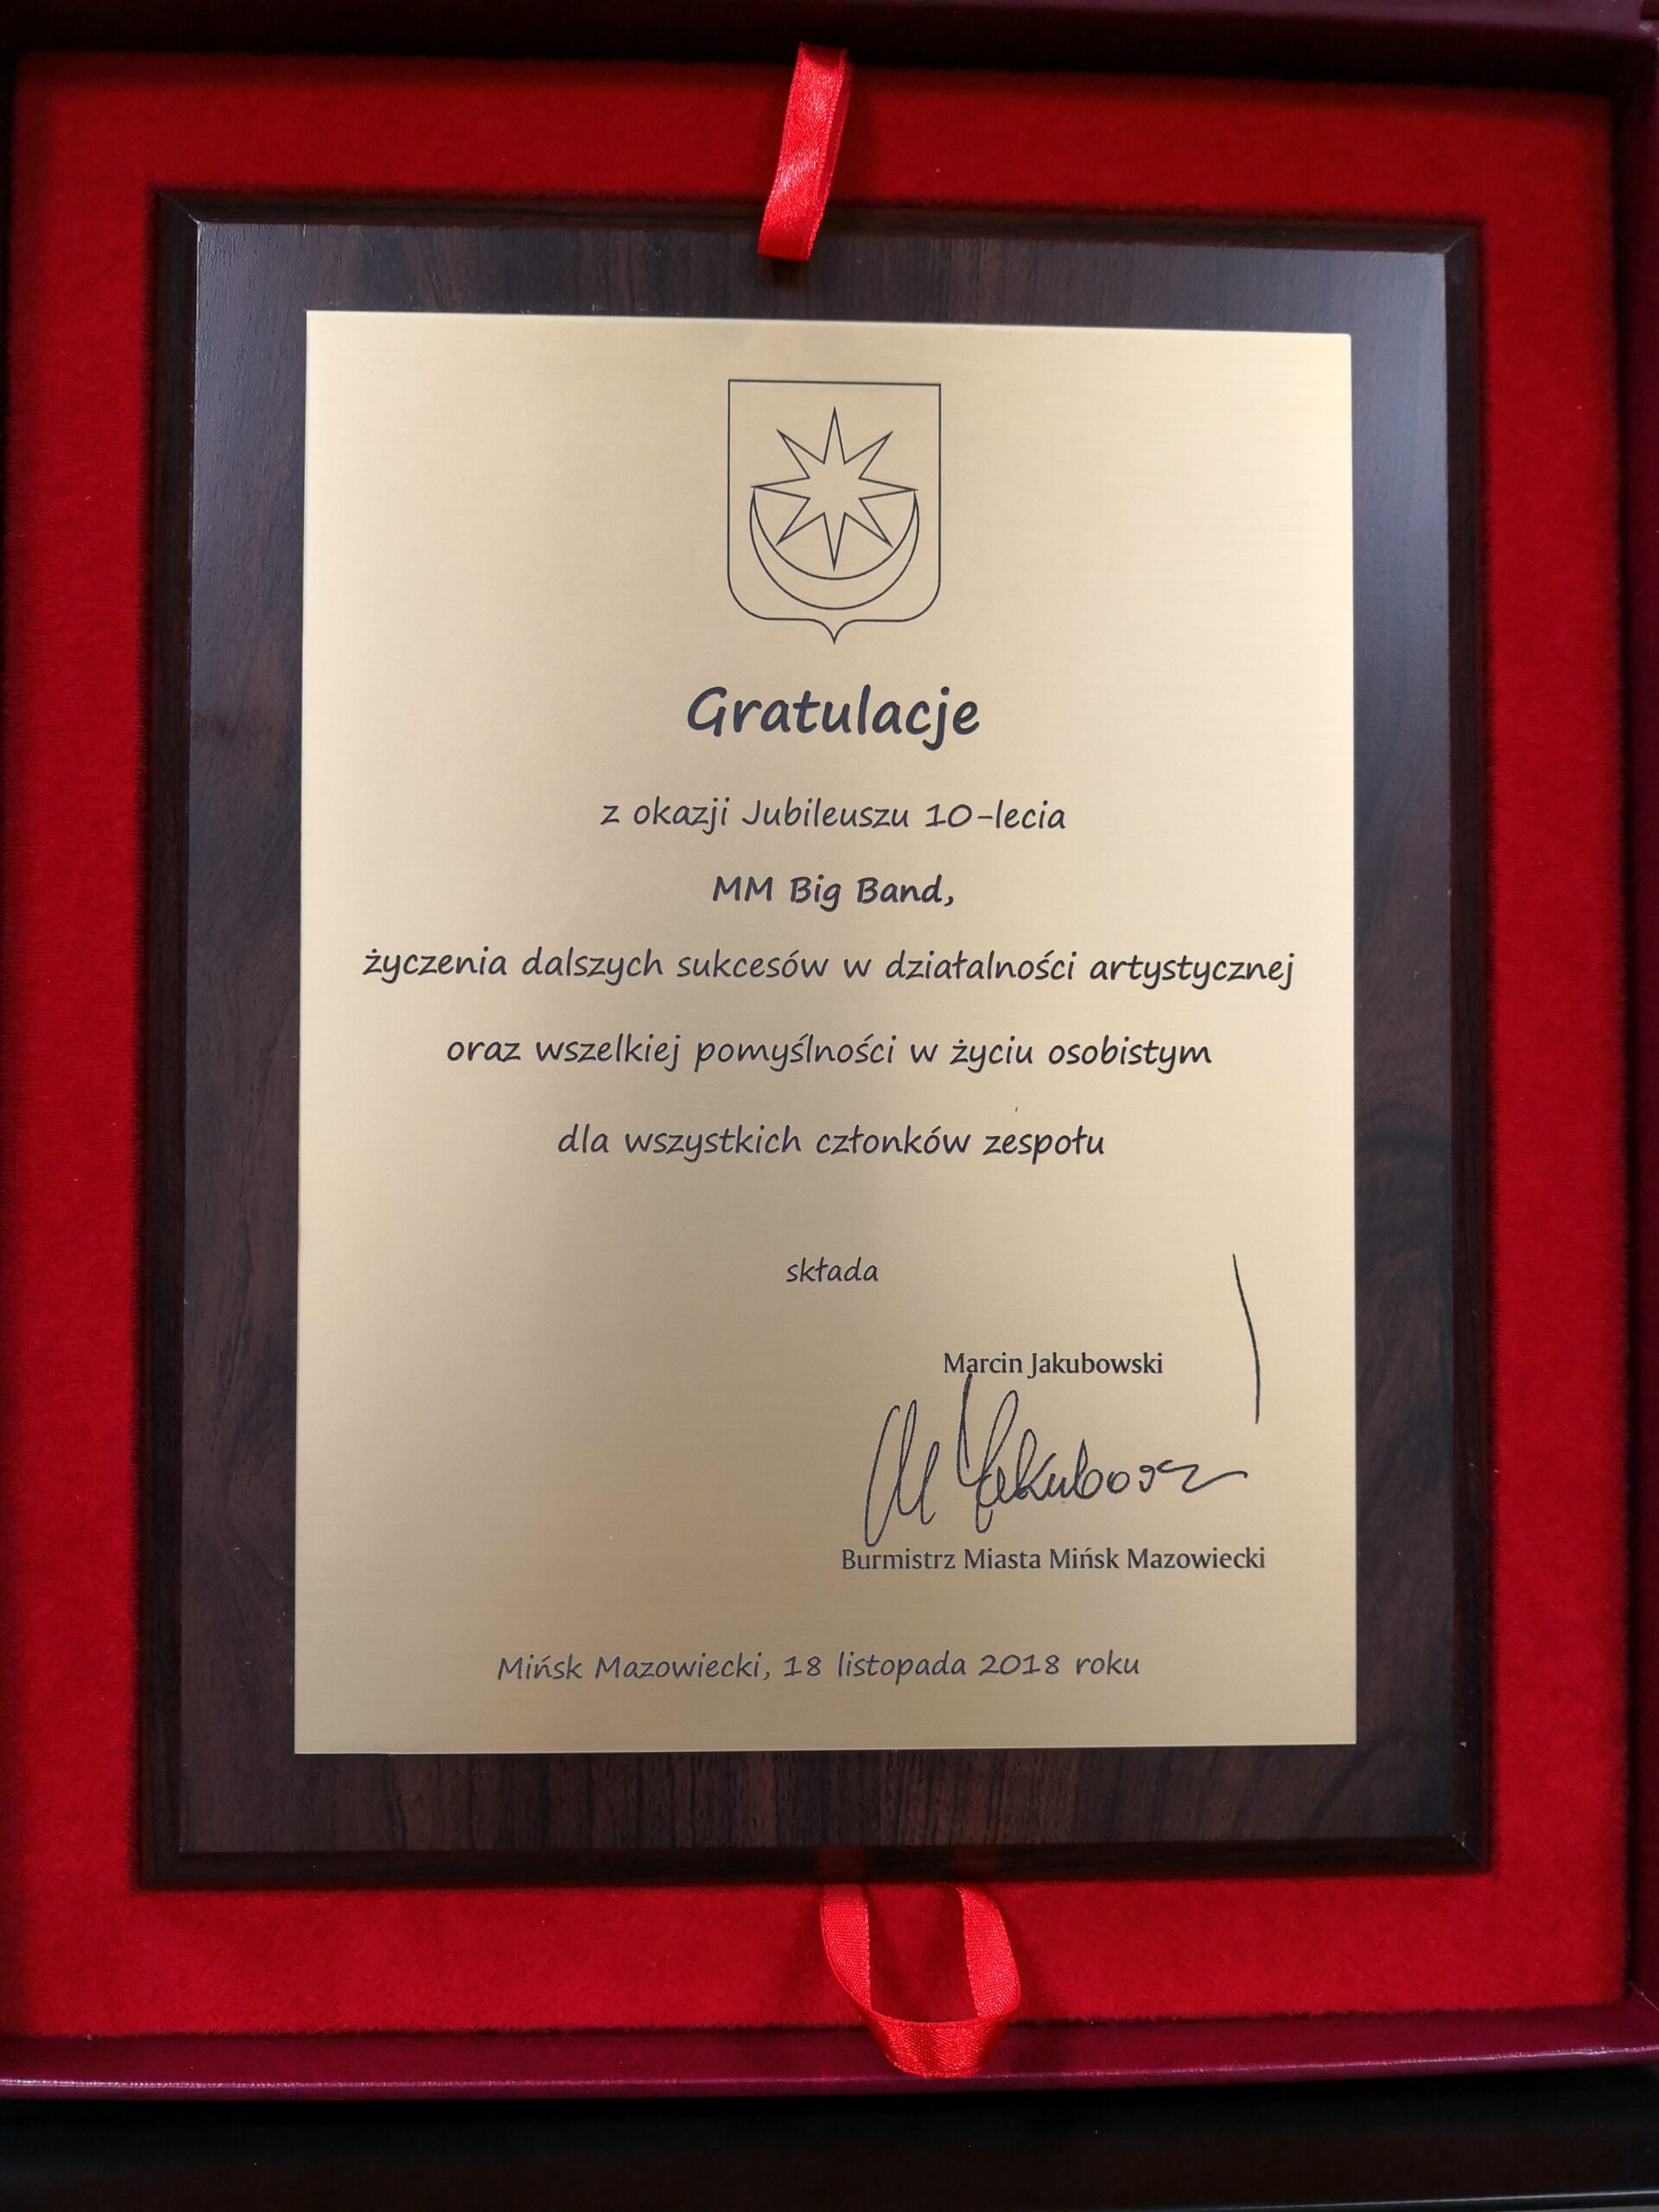 Gratulacje
z okazji Jubileuszu 10-lecia
MM Big Band,
życzenia dalszych sukcesów w działalności artystycznej
oraz wszelkiej pomyślności w życiu osobistym
dla wszystkich członków zespołu
składa
Marcin Jakubowski
Burmistrz Miasta Mińsk Mazowiecki
Mińsk Mazowiecki, 18 listopada 2018 roku